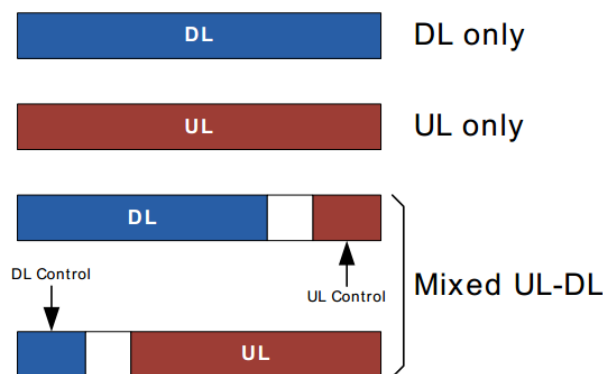 DL
DL only
UL
UL only
DL
DL Control
UL Control
Mixed UL-DL
UL